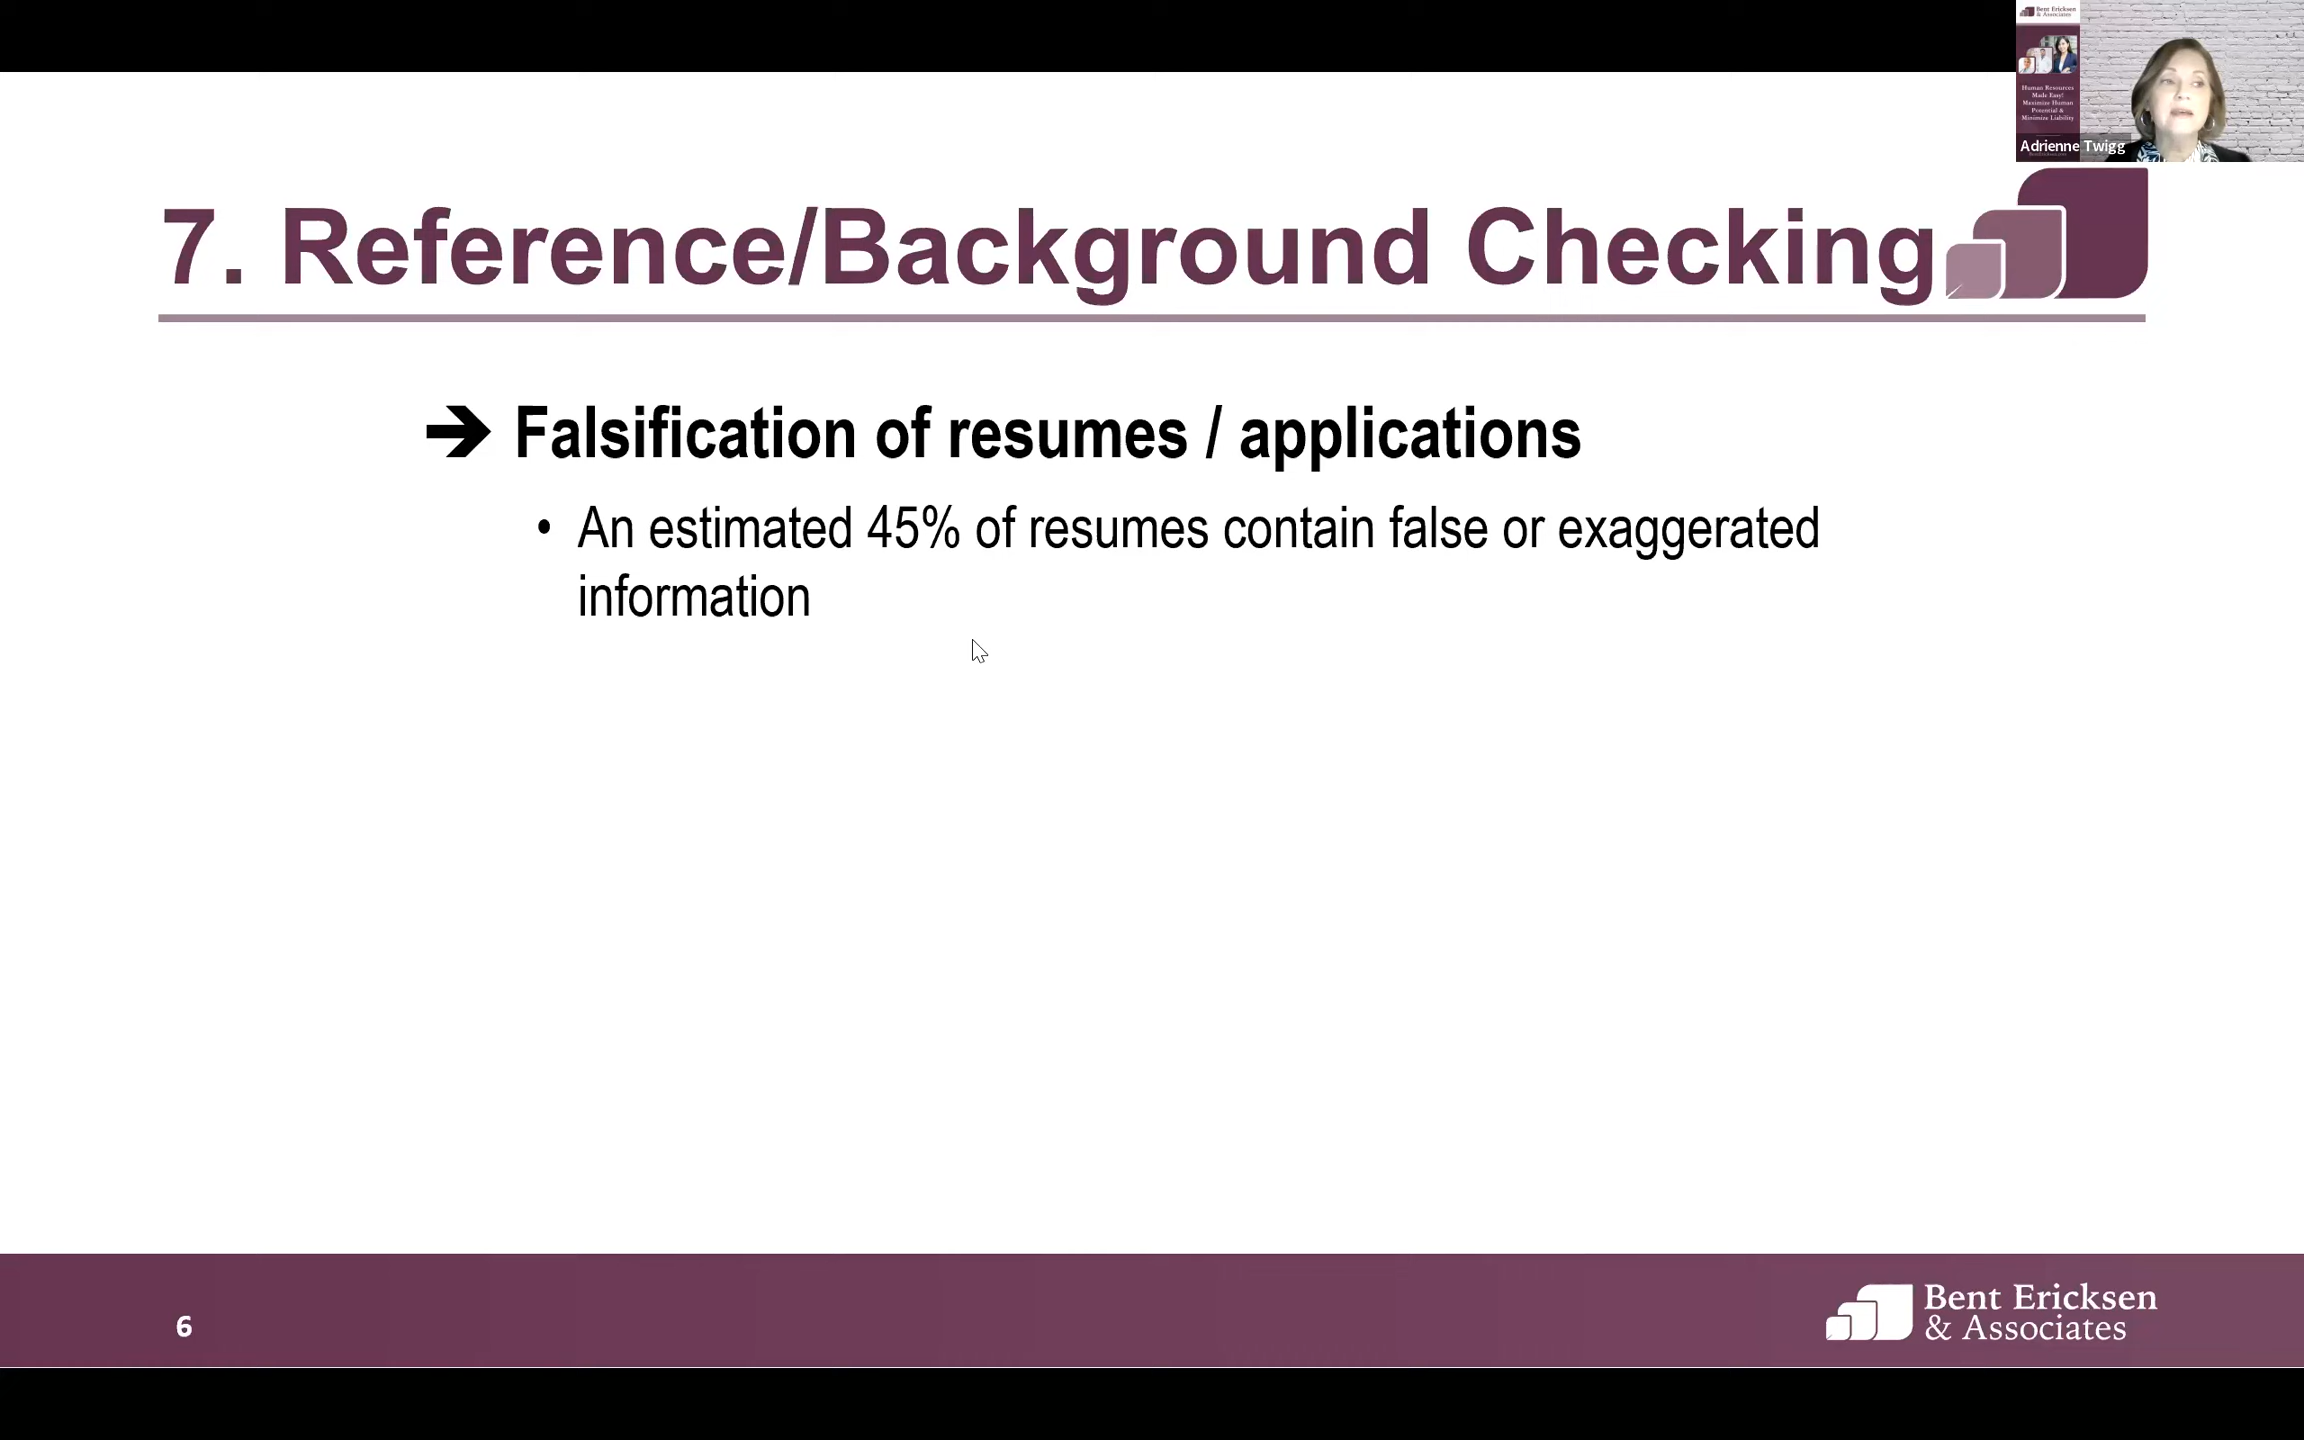 Bent Ericksen
& Associates
Human Resources
Made Easy!
Maximize Human
Potential &
Minimize Liability
Adrienne Twigg
7. Reference/Background Checking
➔ Falsification of resumes / applications
• An estimated 45% of resumes contain false or exaggerated
information
6
Bent Ericksen
& Associates